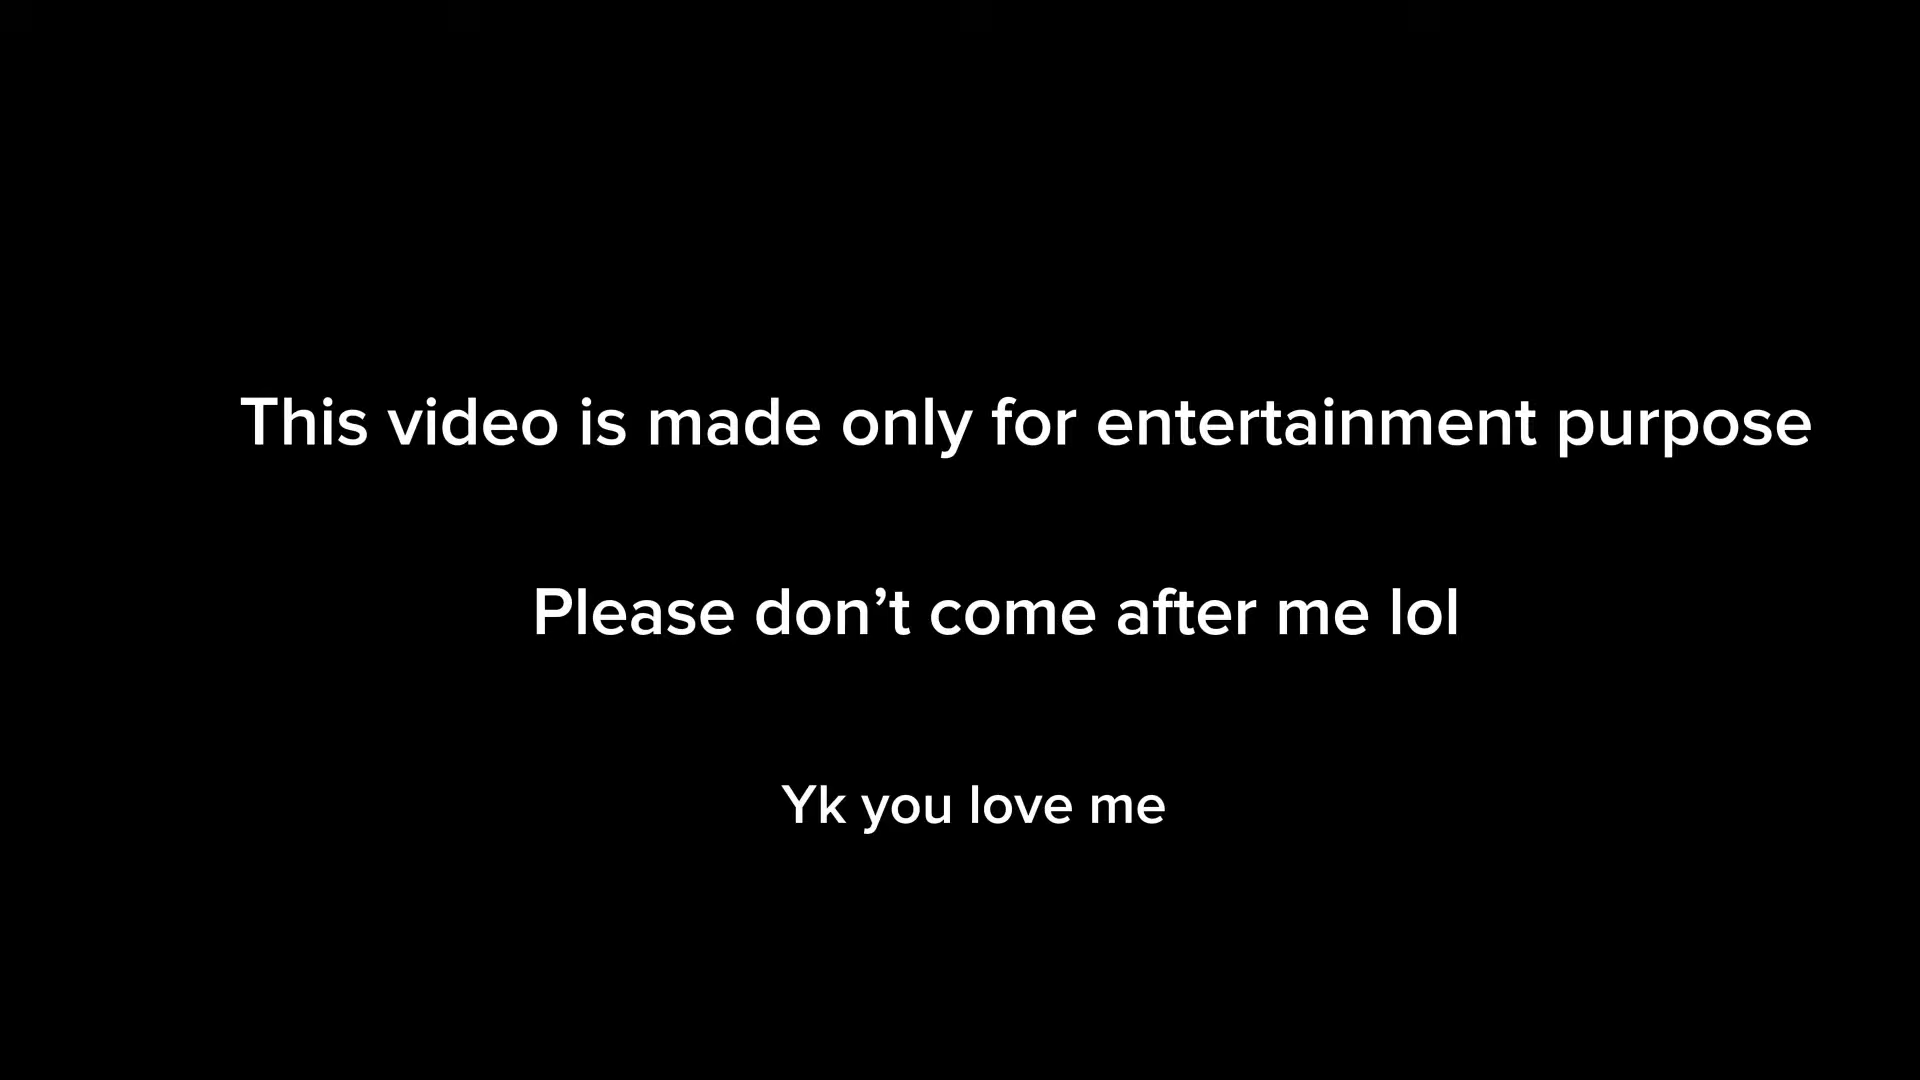 This video is made only for entertainment purpose
Please don’t come after me lol
Yk you love me